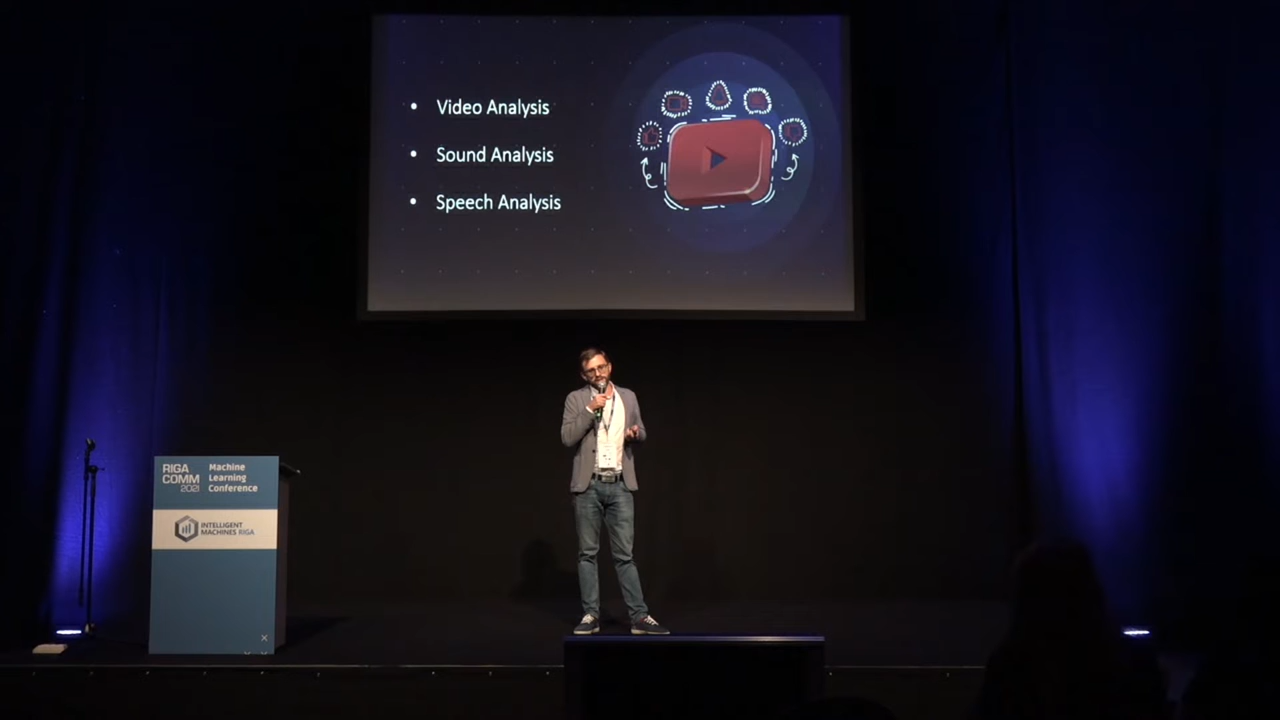 Video Analysis
Sound Analysis
Speech Analysis
RIGA
COMM
2021
Machine
Learning
Conference
INTELLIGENT
MACHINES RIGA